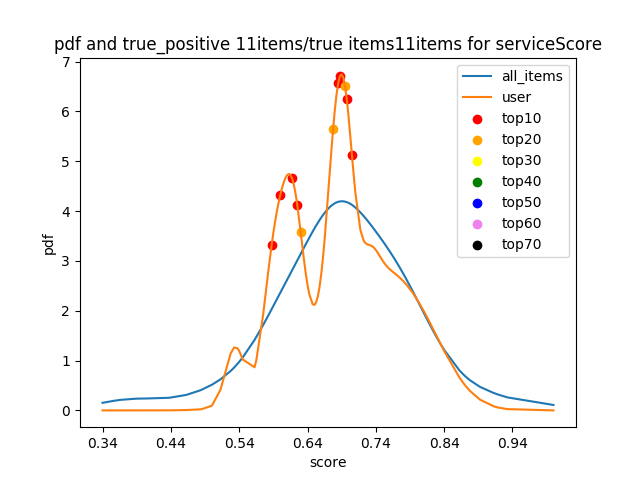 pdf and true_positive 11items/true items11items for serviceScore
7
6
5
4
3
2
1
0
pdf
0.34 0.44 0.54 0.64 0.74 0.84 0.94
score
all_items
user
top10
top20
top30
top40
top50
top60
top70